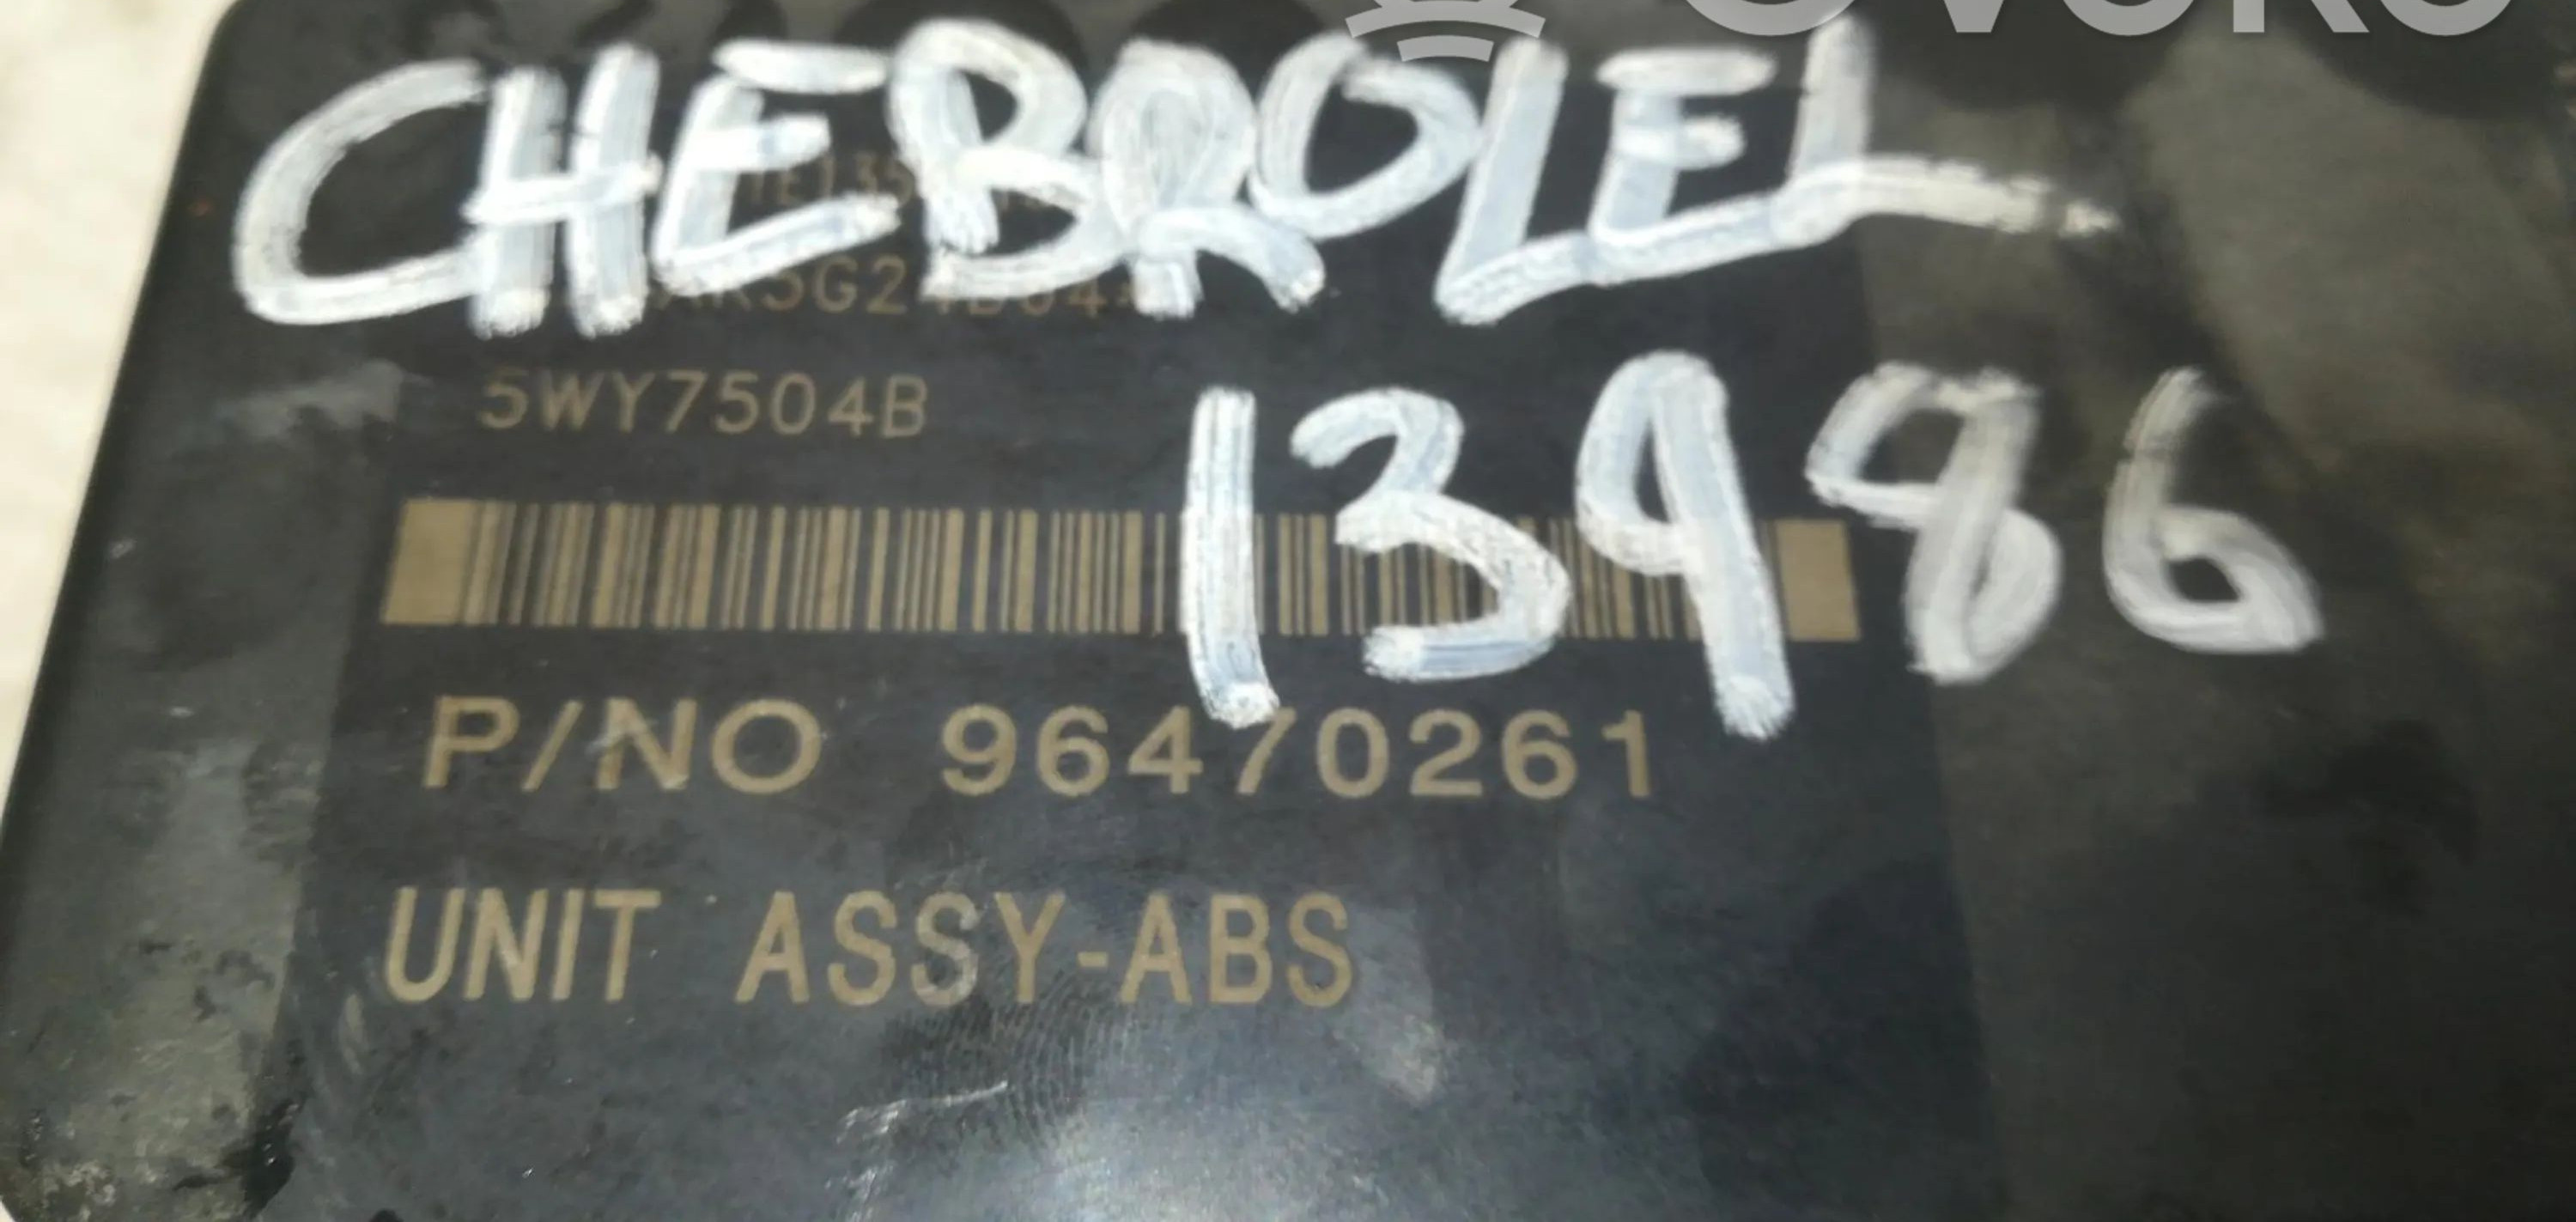 CHEBROLEL
5WY7504B
13986
P/NO 96470261
UNIT ASSY-ABS